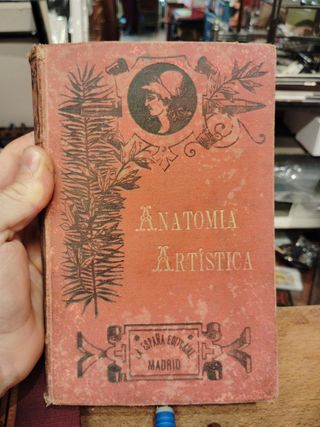 ANATOMIA
ARTÍSTICA
LA ESPAÑA EDITORIAL
MADRID